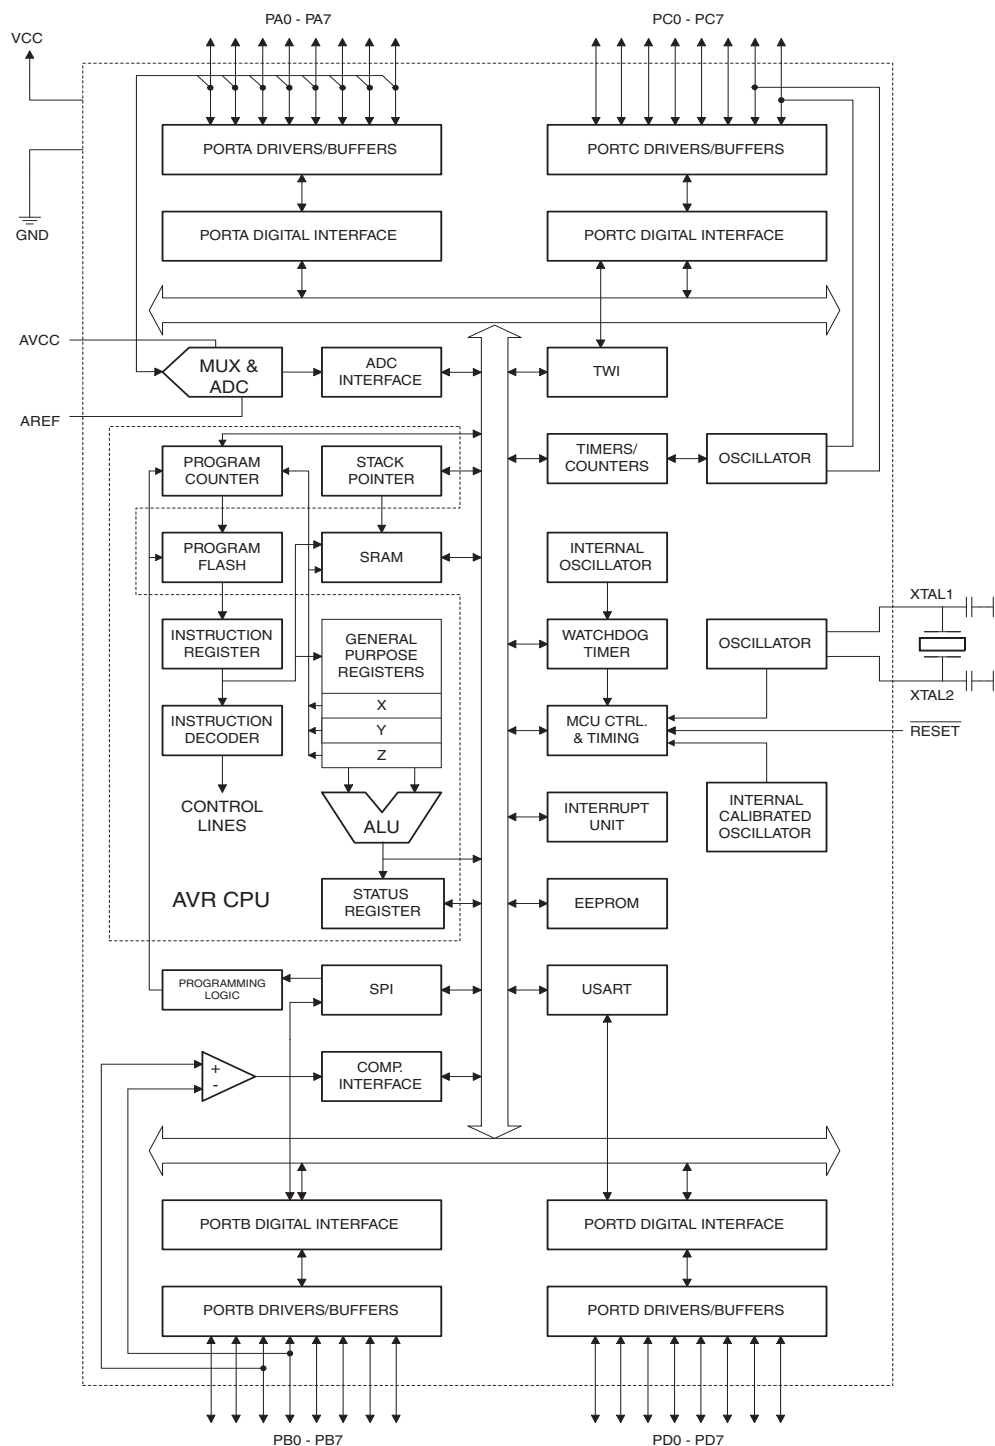 PA0 - PA7
PC0 - PC7
VCC
PORTA DRIVERS/BUFFERS
PORTC DRIVERS/BUFFERS
GND
PORTA DIGITAL INTERFACE
PORTC DIGITAL INTERFACE
AVCC
MUX &
ADC
ADC
INTERFACE
TWI
AREF
PROGRAM
COUNTER
STACK
POINTER
TIMERS/
COUNTERS
OSCILLATOR
PROGRAM
FLASH
SRAM
INTERNAL
OSCILLATOR
XTAL1
INSTRUCTION
REGISTER
GENERAL
PURPOSE
REGISTERS
WATCHDOG
TIMER
OSCILLATOR
XTAL2
X
INSTRUCTION
DECODER
Y
MCU CTRL.
& TIMING
RESET
Z
CONTROL
LINES
ALU
INTERRUPT
UNIT
INTERNAL
CALIBRATED
OSCILLATOR
AVR CPU
STATUS
REGISTER
EEPROM
PROGRAMMING
LOGIC
SPI
USART
+
-
COMP.
INTERFACE
PORTB DIGITAL INTERFACE
PORTD DIGITAL INTERFACE
PORTB DRIVERS/BUFFERS
PORTD DRIVERS/BUFFERS
PB0 - PB7
PD0 - PD7